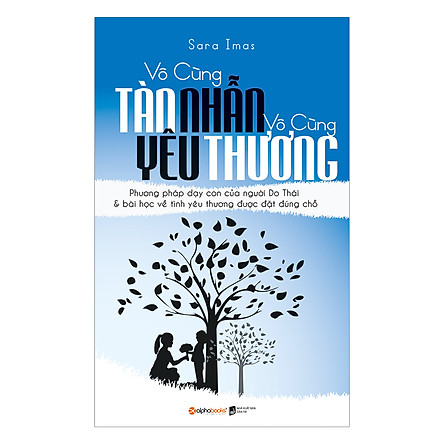 Sara Imas
Vô Cùng
TÀN NHẪN Vô Cùng
YÊU THƯƠNG
Phương pháp dạy con của người Do Thái
& bài học về tình yêu thương được đặt đúng chỗ
alphabooks